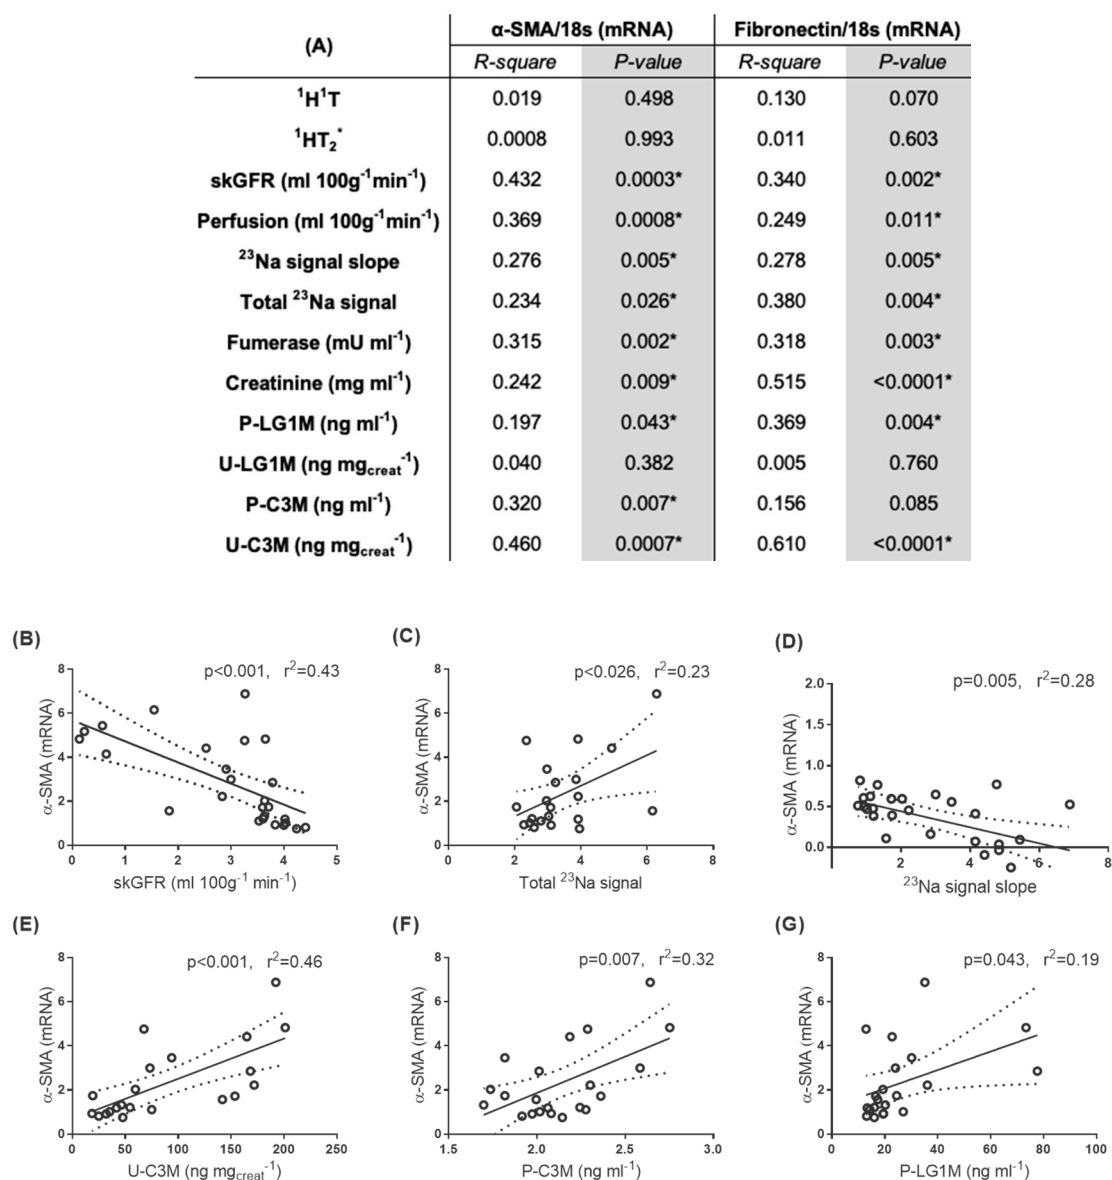 (A) α-SMA/18s (mRNA) Fibronectin/18s (mRNA)
R-square P-value R-square P-value
¹H¹T 0.019 0.498 0.130 0.070
¹HT₂* 0.0008 0.993 0.011 0.603
skGFR (ml 100g⁻¹min⁻¹) 0.432 0.0003* 0.340 0.002*
Perfusion (ml 100g⁻¹min⁻¹) 0.369 0.0008* 0.249 0.011*
²³Na signal slope 0.276 0.005* 0.278 0.005*
Total ²³Na signal 0.234 0.026* 0.380 0.004*
Fumerase (mU ml⁻¹) 0.315 0.002* 0.318 0.003*
Creatinine (mg ml⁻¹) 0.242 0.009* 0.515 <0.0001*
P-LG1M (ng ml⁻¹) 0.197 0.043* 0.369 0.004*
U-LG1M (ng mg_creat⁻¹) 0.040 0.382 0.005 0.760
P-C3M (ng ml⁻¹) 0.320 0.007* 0.156 0.085
U-C3M (ng mg_creat⁻¹) 0.460 0.0007* 0.610 <0.0001*
(B)
p<0.001, r²=0.43
α-SMA (mRNA)
8
6
4
2
0
0 1 2 3 4 5
skGFR (ml 100g⁻¹ min⁻¹)
(C)
p<0.026, r²=0.23
α-SMA (mRNA)
8
6
4
2
0
0 2 4 6 8
Total ²³Na signal
(D)
p=0.005, r²=0.28
α-SMA (mRNA)
2.0
1.5
1.0
0.5
0.0
2 4 6 8
²³Na signal slope
(E)
p<0.001, r²=0.46
α-SMA (mRNA)
8
6
4
2
0
0 50 100 150 200 250
U-C3M (ng mg_creat⁻¹)
(F)
p=0.007, r²=0.32
α-SMA (mRNA)
8
6
4
2
0
1.5 2.0 2.5 3.0
P-C3M (ng ml⁻¹)
(G)
p=0.043, r²=0.19
α-SMA (mRNA)
8
6
4
2
0
0 20 40 60 80 100
P-LG1M (ng ml⁻¹)